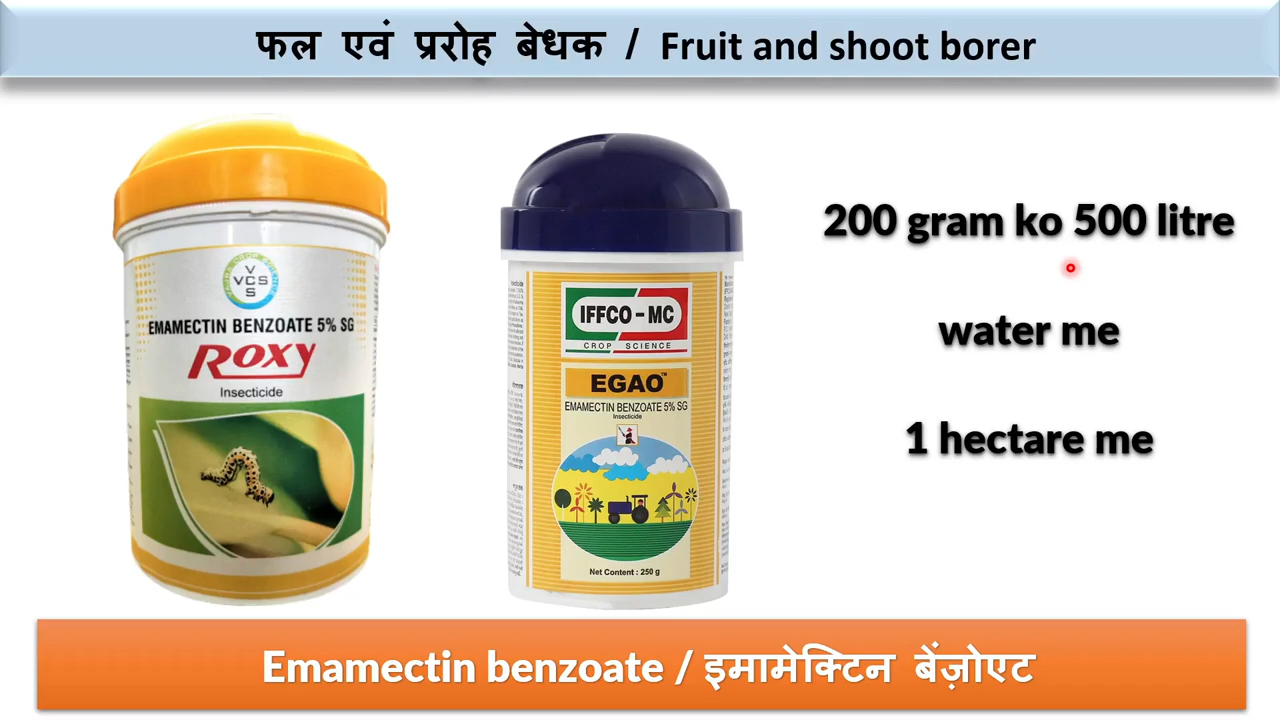 फल एवं प्ररोह बेधक / Fruit and shoot borer
VCS
V
S
EMAMECTIN BENZOATE 5% SG
ROXY
Insecticide
IFFCO-MC
CROP SCIENCE
EGAO™
EMAMECTIN BENZOATE 5% SG
Insecticide
Net Content : 250 g
200 gram ko 500 litre
water me
1 hectare me
Emamectin benzoate / इमामेक्टिन बेंज़ोएट